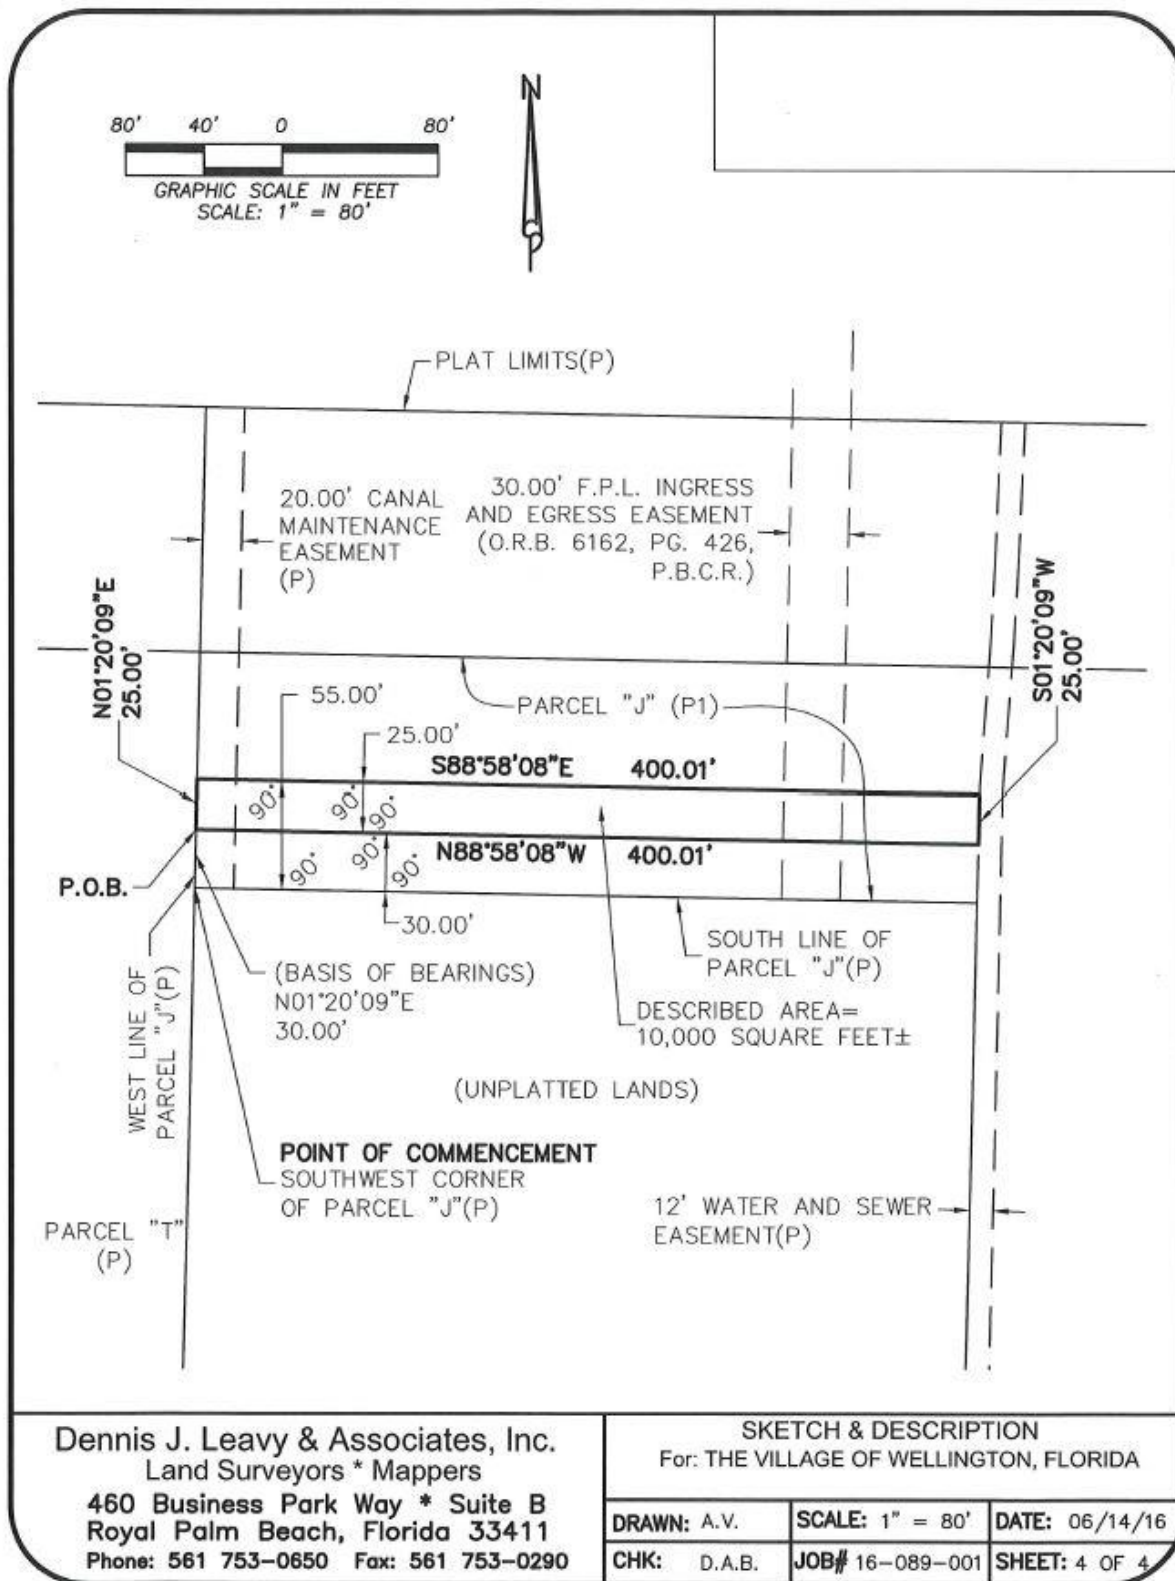 N
80' 40' 0 80'
GRAPHIC SCALE IN FEET
SCALE: 1" = 80'
PLAT LIMITS(P)
20.00' CANAL
MAINTENANCE
EASEMENT
(P)
30.00' F.P.L. INGRESS
AND EGRESS EASEMENT
(O.R.B. 6162, PG. 426,
P.B.C.R.)
N01°20'09"E
25.00'
S01°20'09"W
25.00'
55.00'
PARCEL "J" (P1)
25.00'
S88°58'08"E 400.01'
90°
90°
90°
N88°58'08"W 400.01'
90°
90°
90°
P.O.B.
30.00'
SOUTH LINE OF
PARCEL "J"(P)
WEST LINE OF
PARCEL "J"(P)
(BASIS OF BEARINGS)
N01°20'09"E
30.00'
DESCRIBED AREA=
10,000 SQUARE FEET±
(UNPLATTED LANDS)
POINT OF COMMENCEMENT
SOUTHWEST CORNER
OF PARCEL "J"(P)
PARCEL "T"
(P)
12' WATER AND SEWER
EASEMENT(P)
Dennis J. Leavy & Associates, Inc.
Land Surveyors * Mappers
460 Business Park Way * Suite B
Royal Palm Beach, Florida 33411
Phone: 561 753-0650 Fax: 561 753-0290
SKETCH & DESCRIPTION
For: THE VILLAGE OF WELLINGTON, FLORIDA
DRAWN: A.V. SCALE: 1" = 80' DATE: 06/14/16
CHK: D.A.B. JOB# 16-089-001 SHEET: 4 OF 4